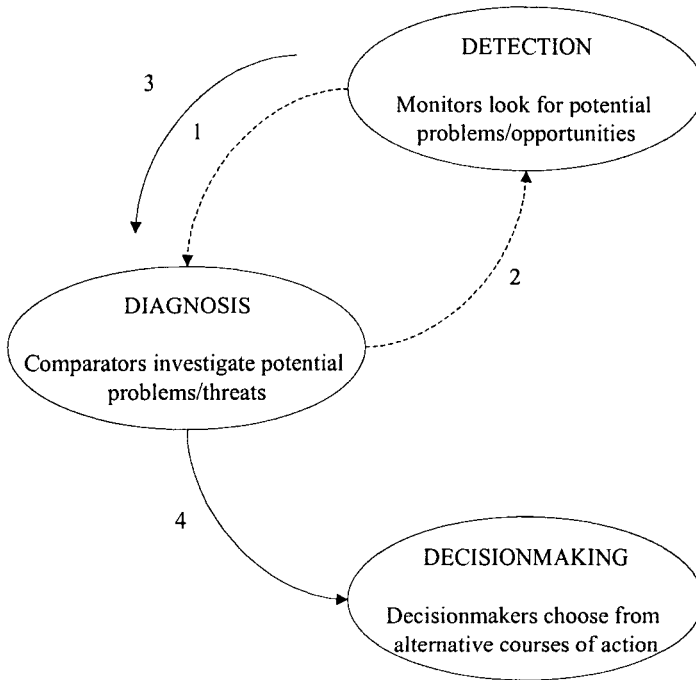 DETECTION
Monitors look for potential
problems/opportunities
3
1
2
DIAGNOSIS
Comparators investigate potential
problems/threats
4
DECISIONMAKING
Decisionmakers choose from
alternative courses of action